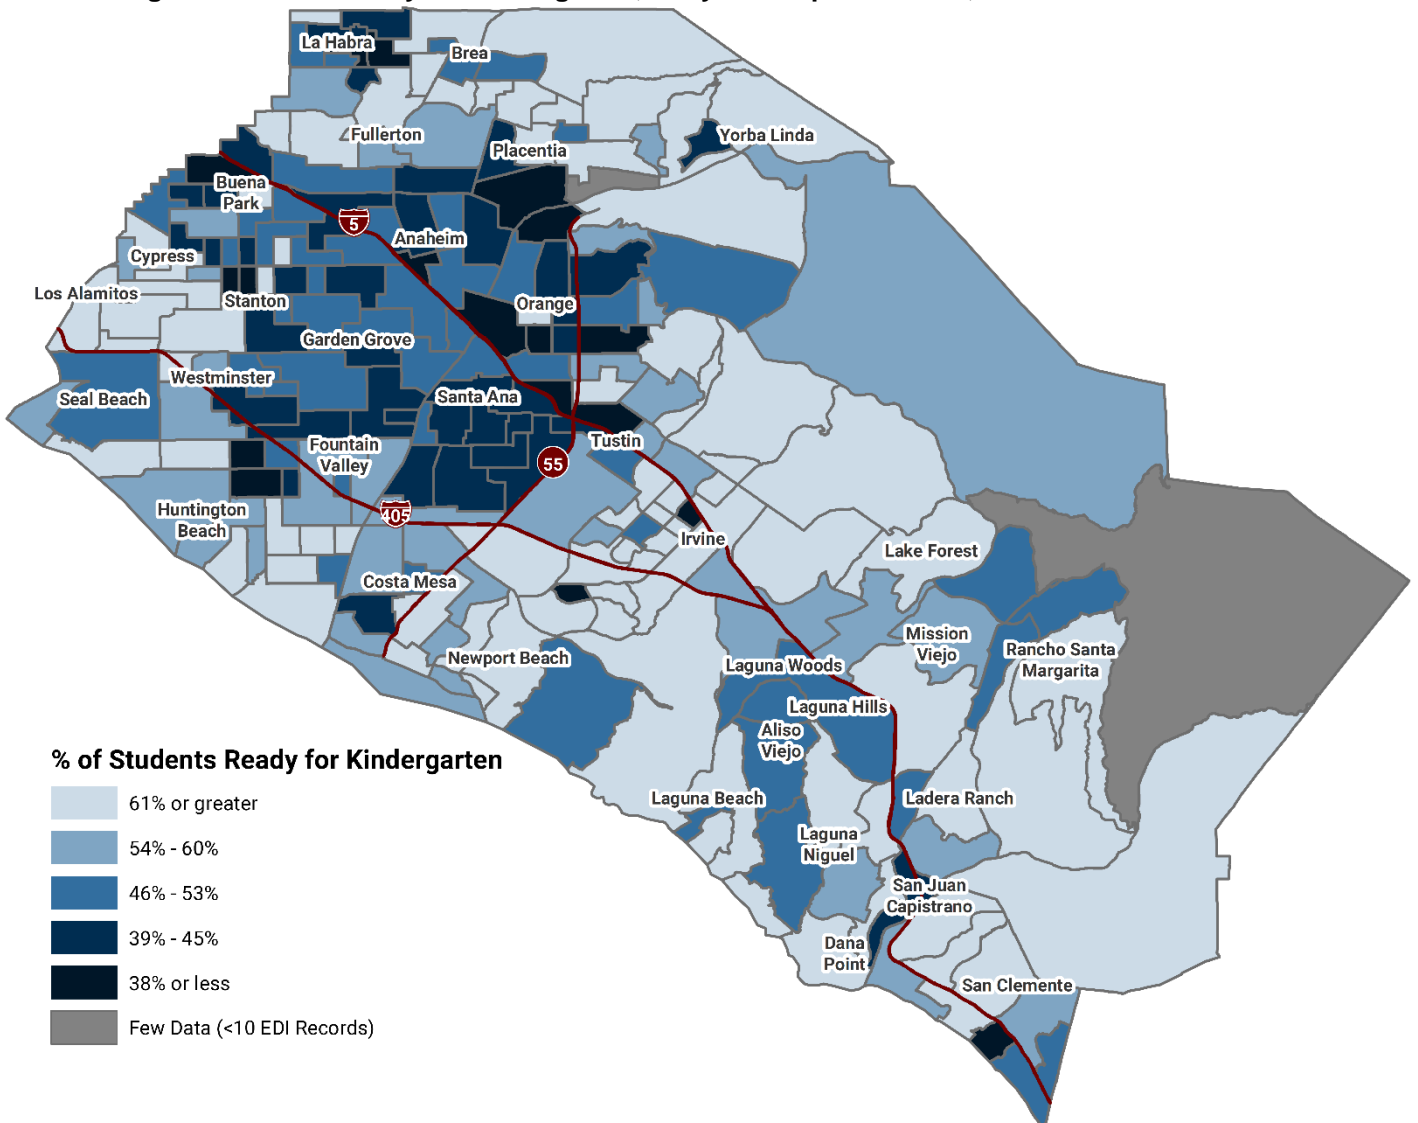 La Habra
Brea
Fullerton
Placentia
Yorba Linda
Buena
Park
5
Anaheim
Cypress
Los Alamitos
Stanton
Orange
Garden Grove
Westminster
Seal Beach
Santa Ana
Fountain
Valley
Tustin
55
405
Huntington
Beach
Irvine
Lake Forest
Costa Mesa
Mission
Viejo
Rancho Santa
Margarita
Newport Beach
Laguna Woods
Laguna Hills
Aliso
Viejo
Laguna Beach
Ladera Ranch
Laguna
Niguel
San Juan
Capistrano
Dana
Point
San Clemente
% of Students Ready for Kindergarten
61% or greater
54% - 60%
46% - 53%
39% - 45%
38% or less
Few Data (<10 EDI Records)